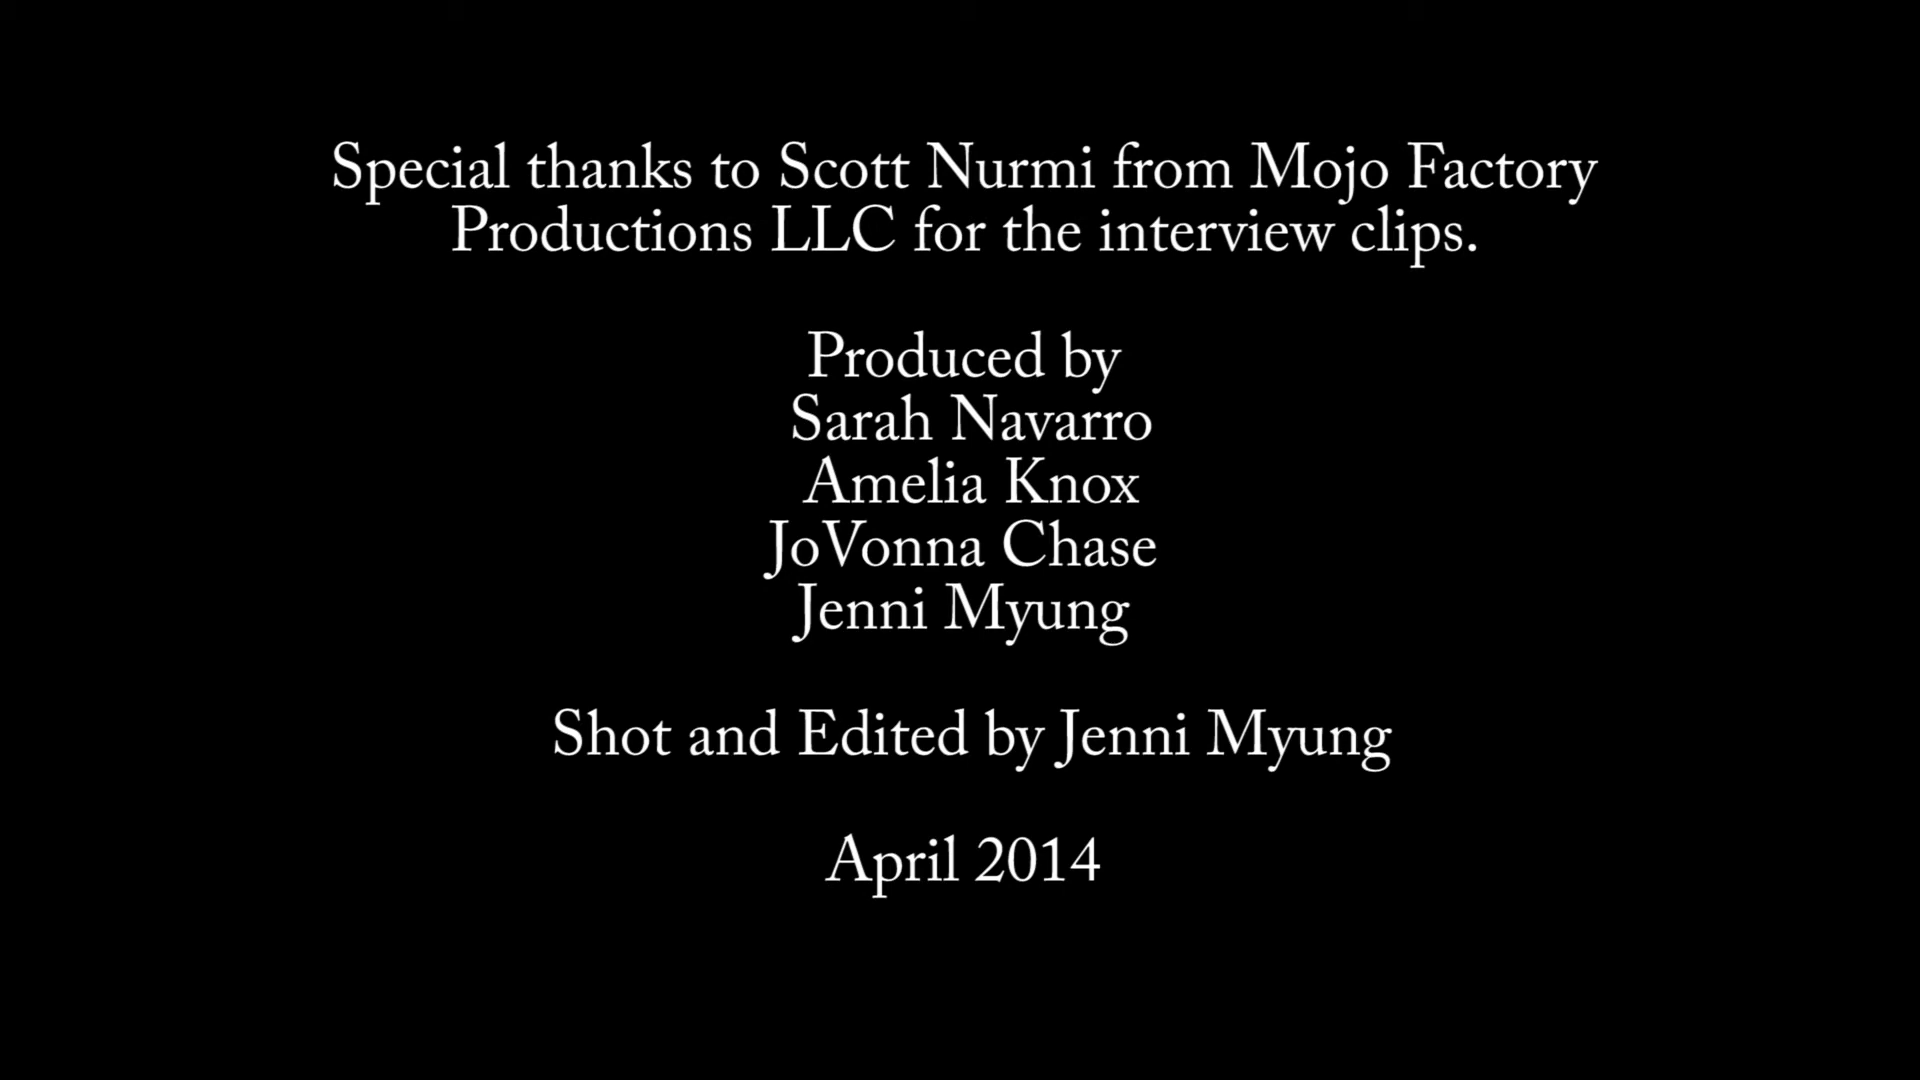 Special thanks to Scott Nurmi from Mojo Factory
Productions LLC for the interview clips.
Produced by
Sarah Navarro
Amelia Knox
JoVonna Chase
Jenni Myung
Shot and Edited by Jenni Myung
April 2014